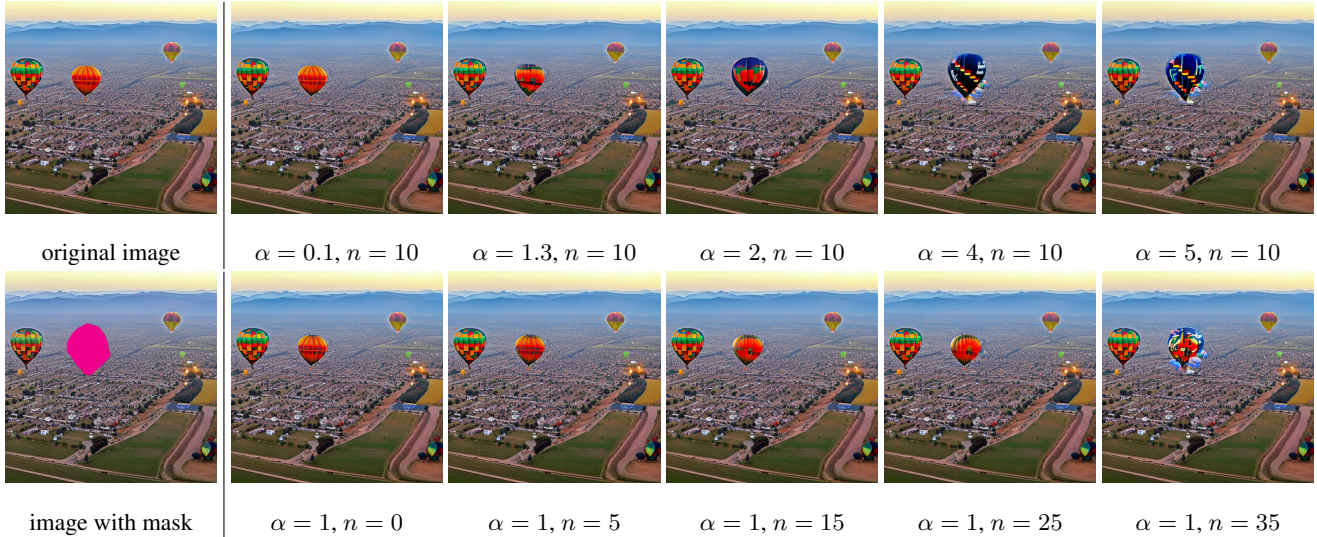 original image
α = 0.1, n = 10
α = 1.3, n = 10
α = 2, n = 10
α = 4, n = 10
α = 5, n = 10
image with mask
α = 1, n = 0
α = 1, n = 5
α = 1, n = 15
α = 1, n = 25
α = 1, n = 35